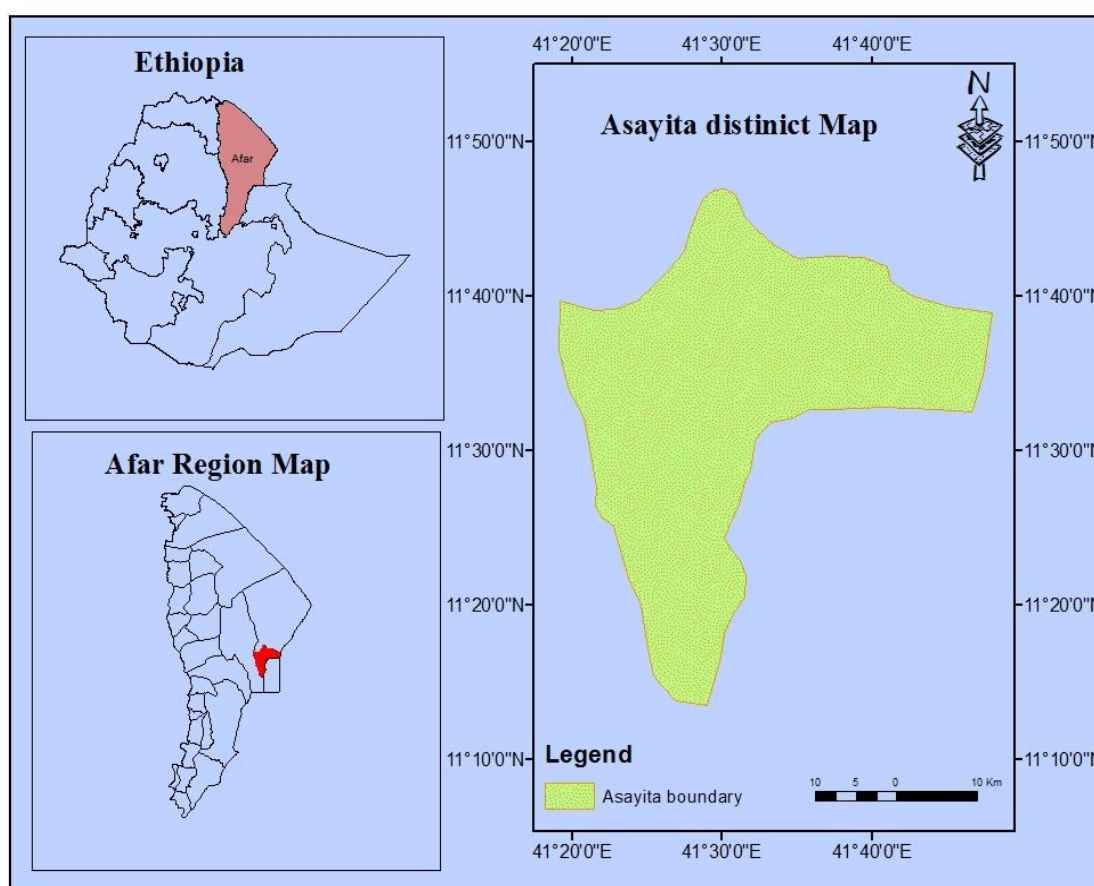 Ethiopia
Afar
Afar Region Map
41°20'0"E 41°30'0"E 41°40'0"E
Asayita distinict Map
N
11°50'0"N 11°50'0"N
11°40'0"N 11°40'0"N
11°30'0"N 11°30'0"N
11°20'0"N 11°20'0"N
11°10'0"N 11°10'0"N
Legend
Asayita boundary
10 5 0 10 Km
41°20'0"E 41°30'0"E 41°40'0"E